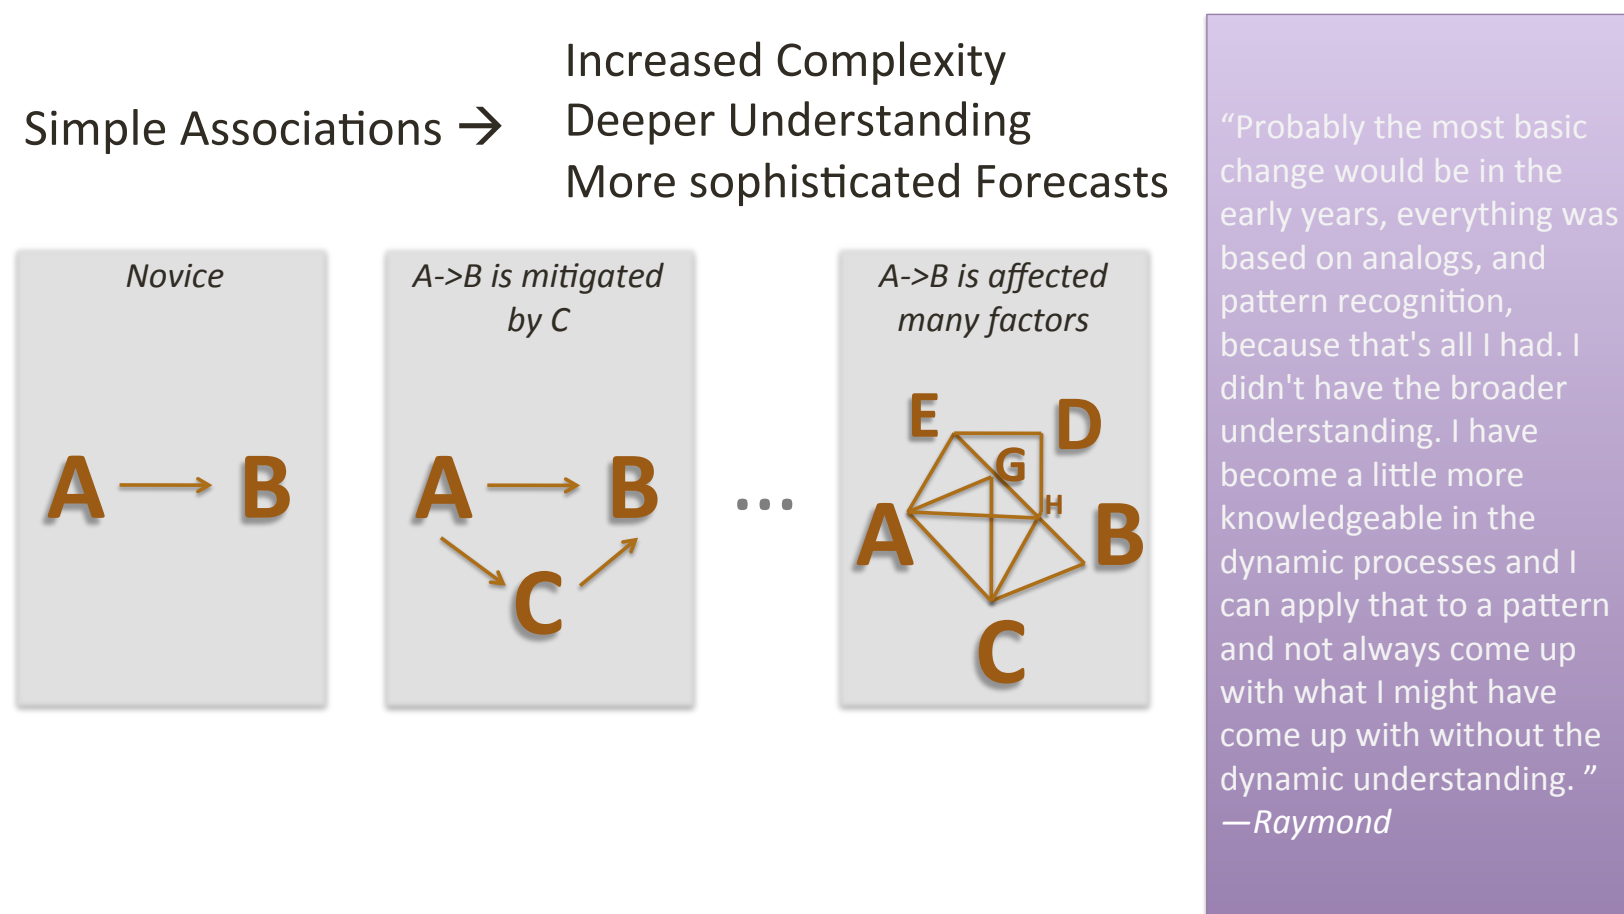 Simple Associations →
Increased Complexity
Deeper Understanding
More sophisticated Forecasts
Novice
A
B
A->B is mitigated
by C
A
B
C
...
A->B is affected
many factors
E
D
G
H
A
B
C
“Probably the most basic
change would be in the
early years, everything was
based on analogs, and
pattern recognition,
because that's all I had. I
didn't have the broader
understanding. I have
become a little more
knowledgeable in the
dynamic processes and I
can apply that to a pattern
and not always come up
with what I might have
come up with without the
dynamic understanding. ”
—Raymond